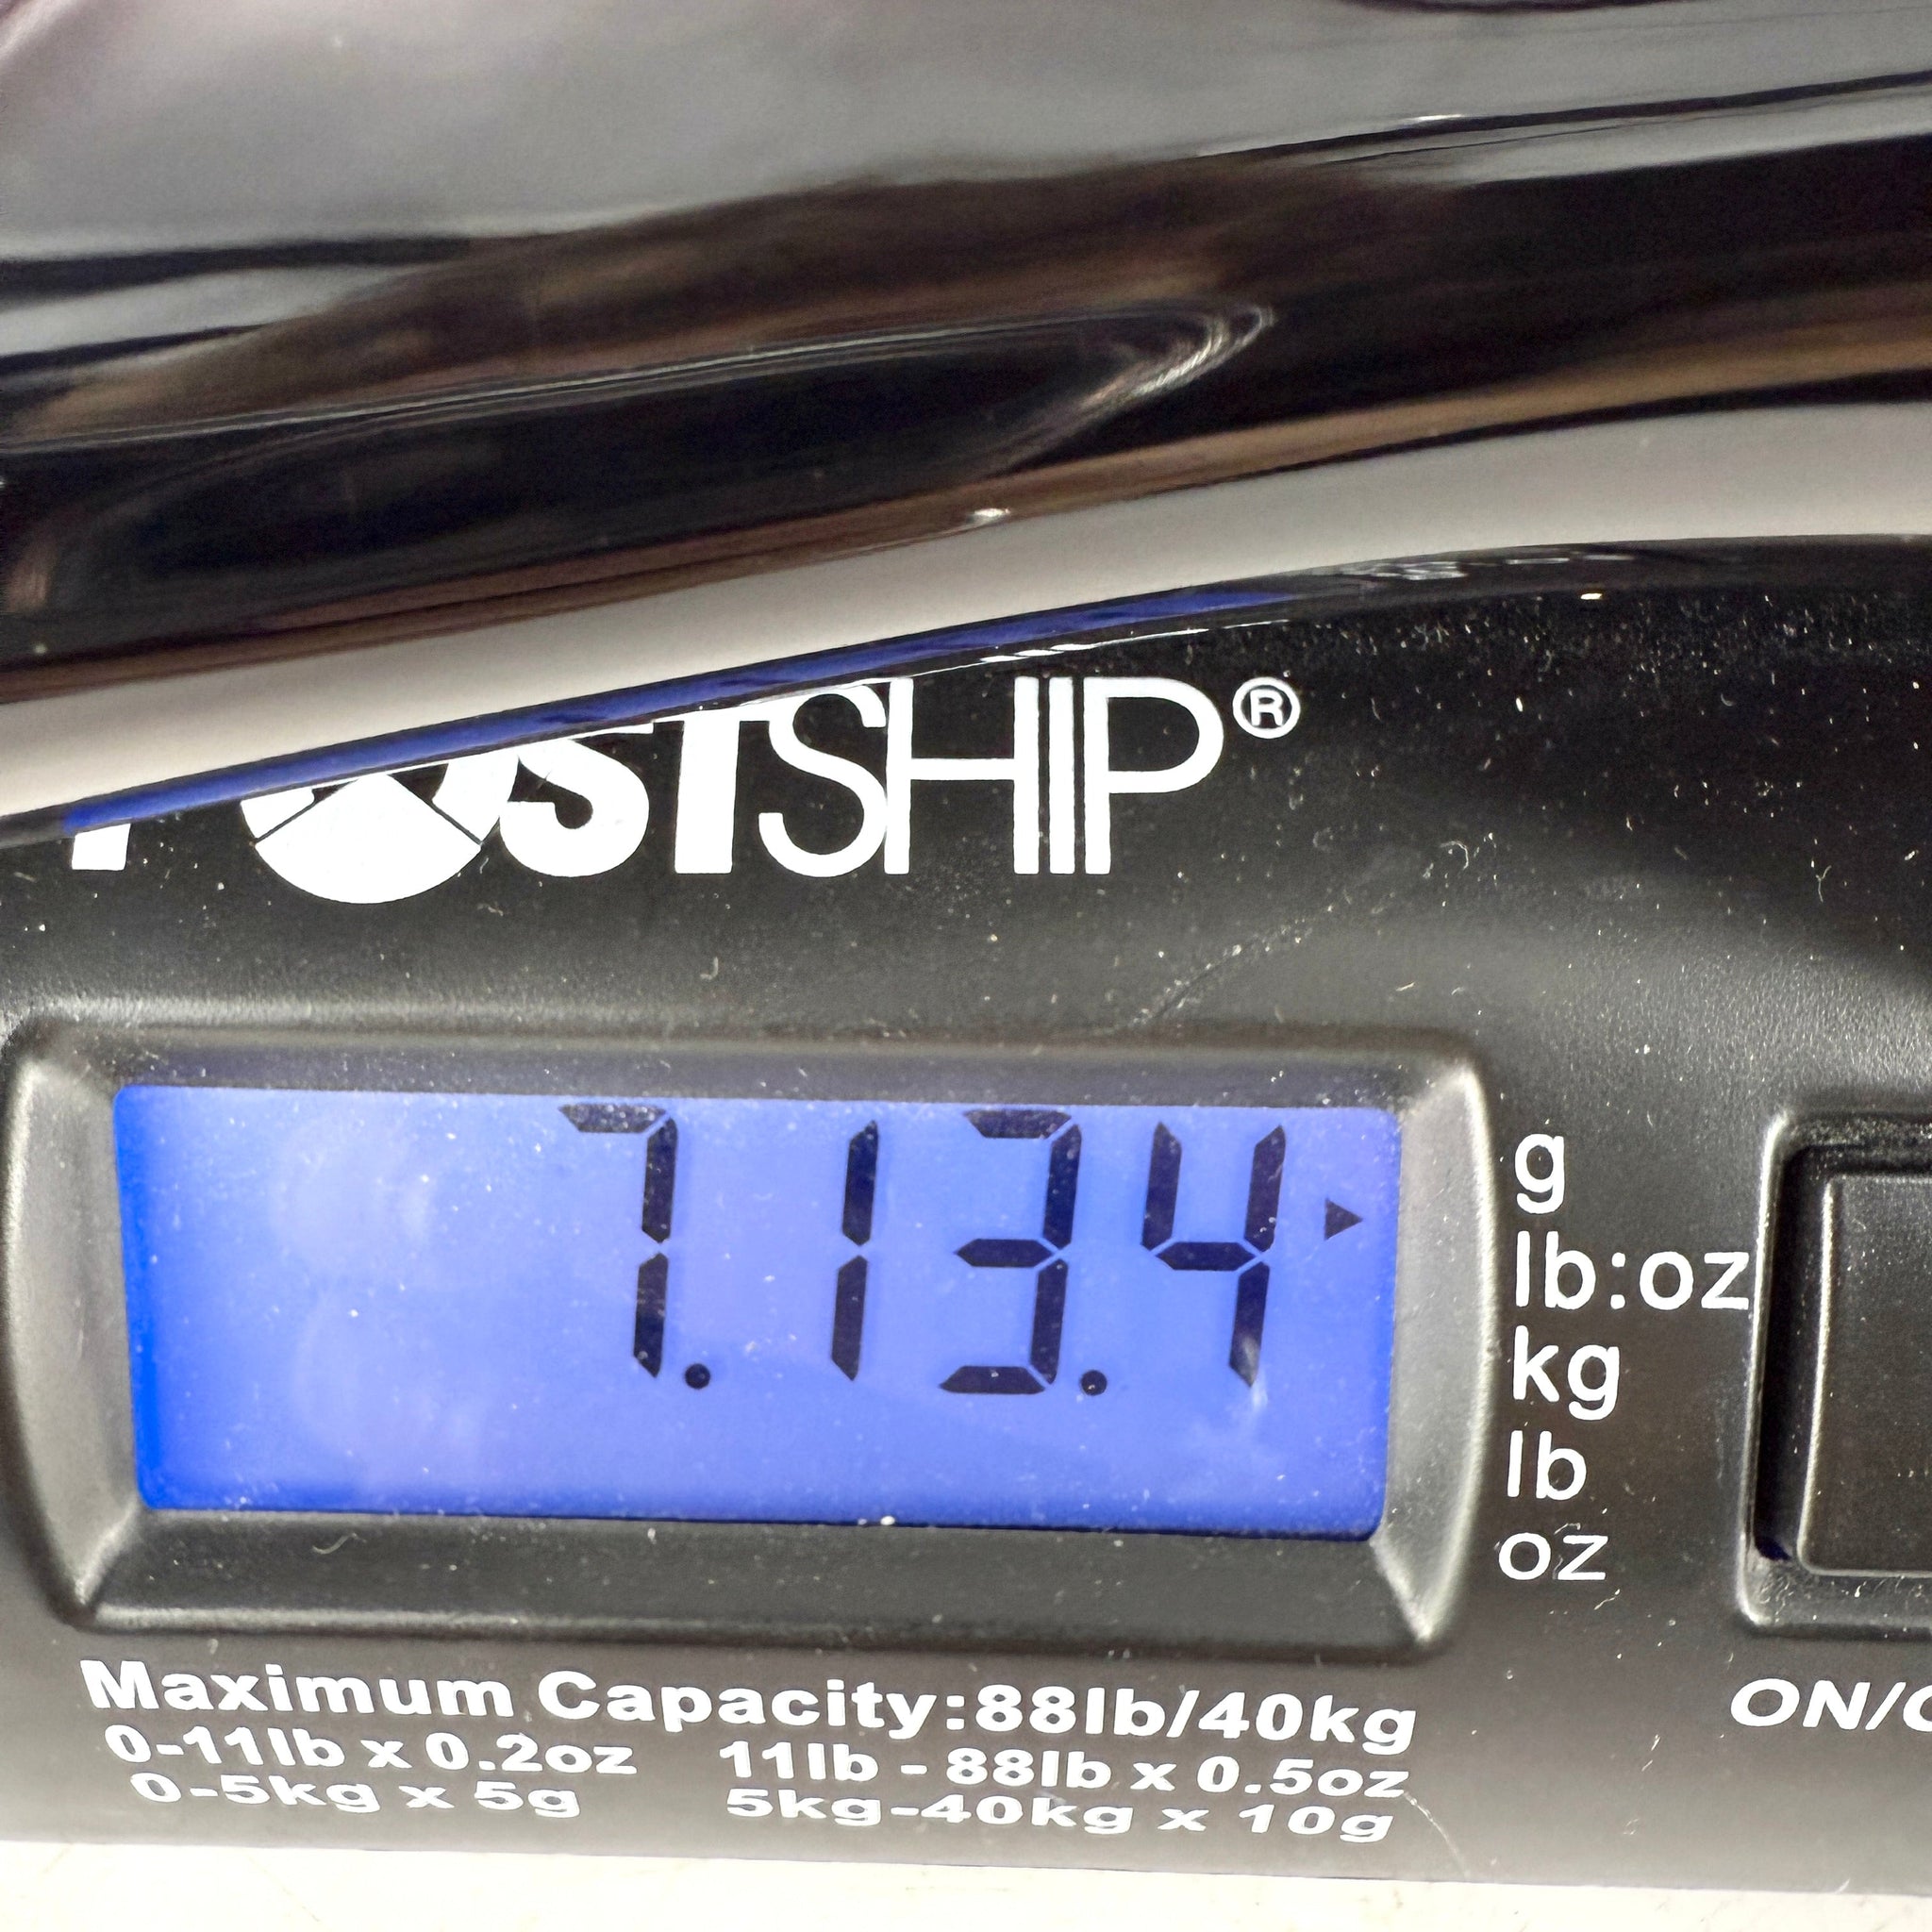 POSTSHIP®
7.13.4
g
lb:oz
kg
lb
oz
Maximum Capacity:88lb/40kg
0-11lb x 0.2oz 11lb - 88lb x 0.5oz
0-5kg x 5g 5kg-40kg x 10g
ON/